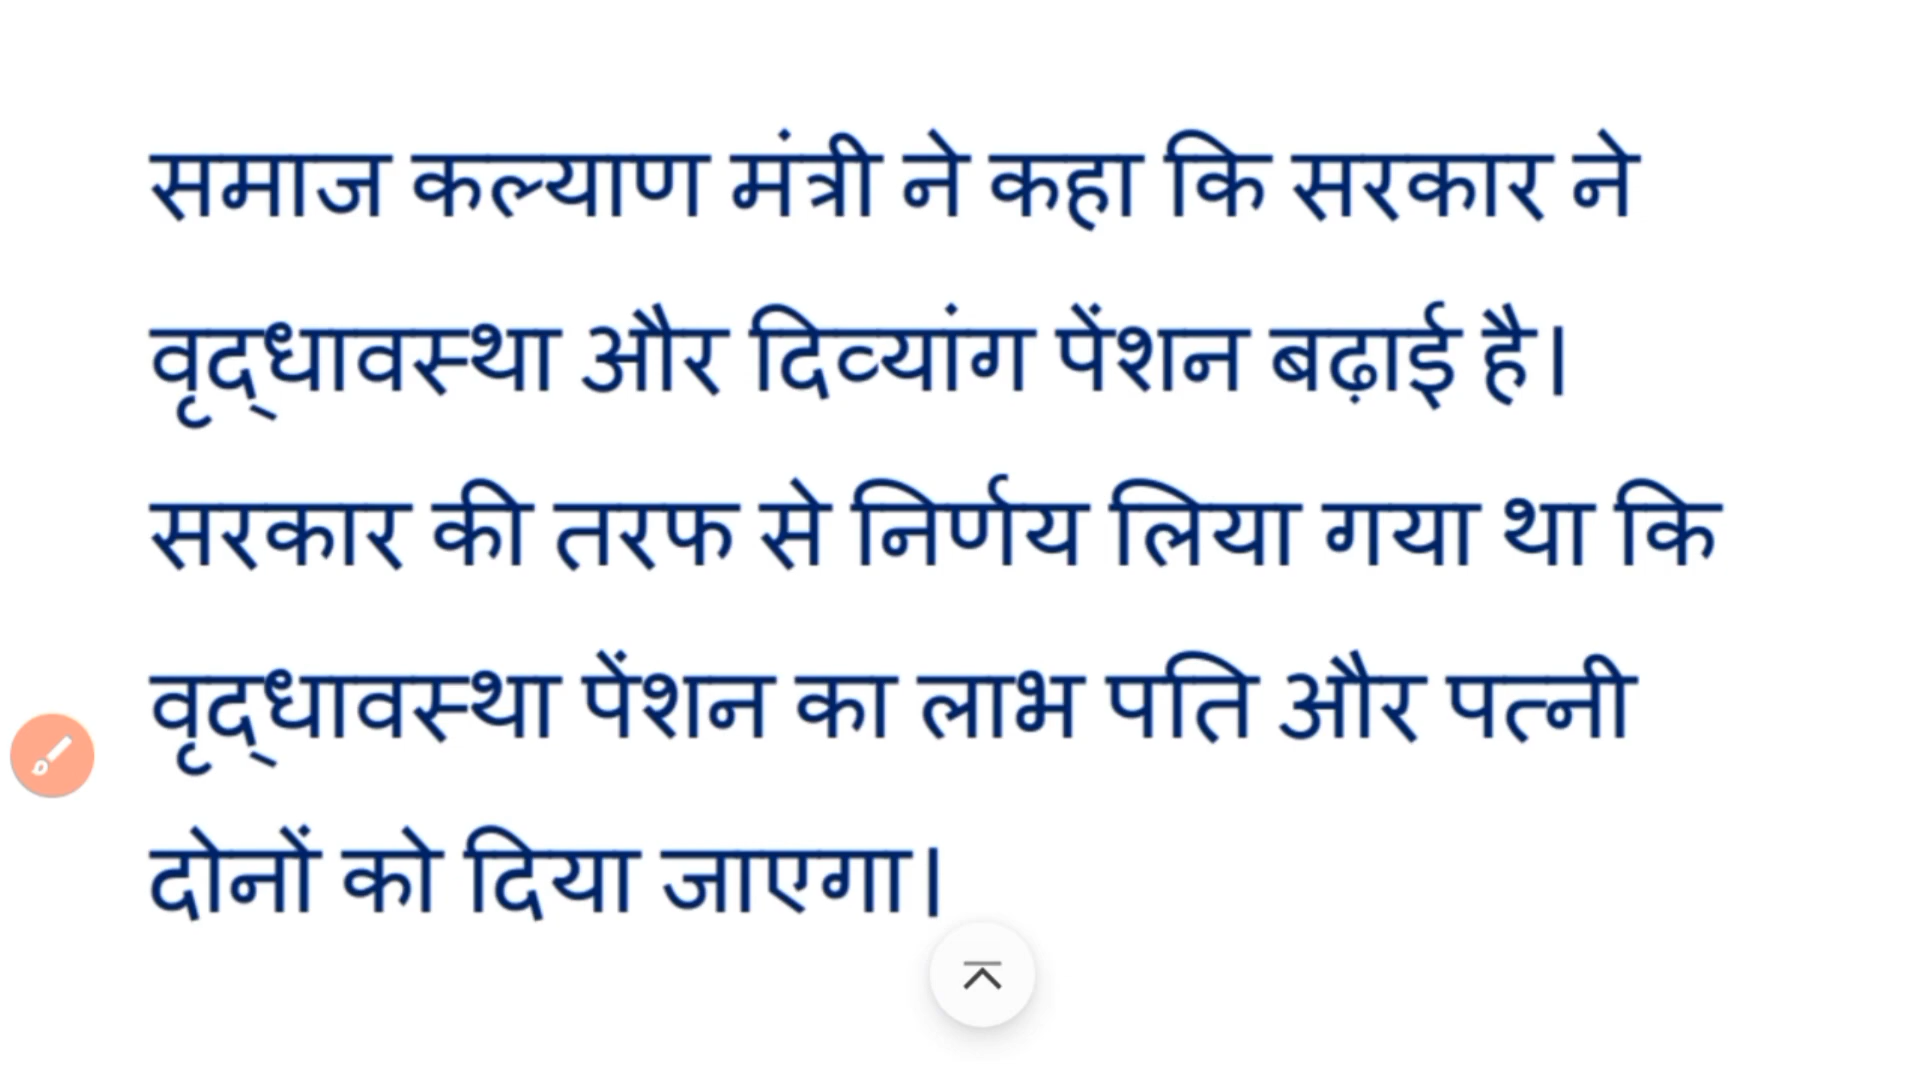 समाज कल्याण मंत्री ने कहा कि सरकार ने
वृद्‌धावस्था और दिव्यांग पेंशन बढ़ाई है।
सरकार की तरफ से निर्णय लिया गया था कि
वृद्‌धावस्था पेंशन का लाभ पति और पत्नी
दोनों को दिया जाएगा।